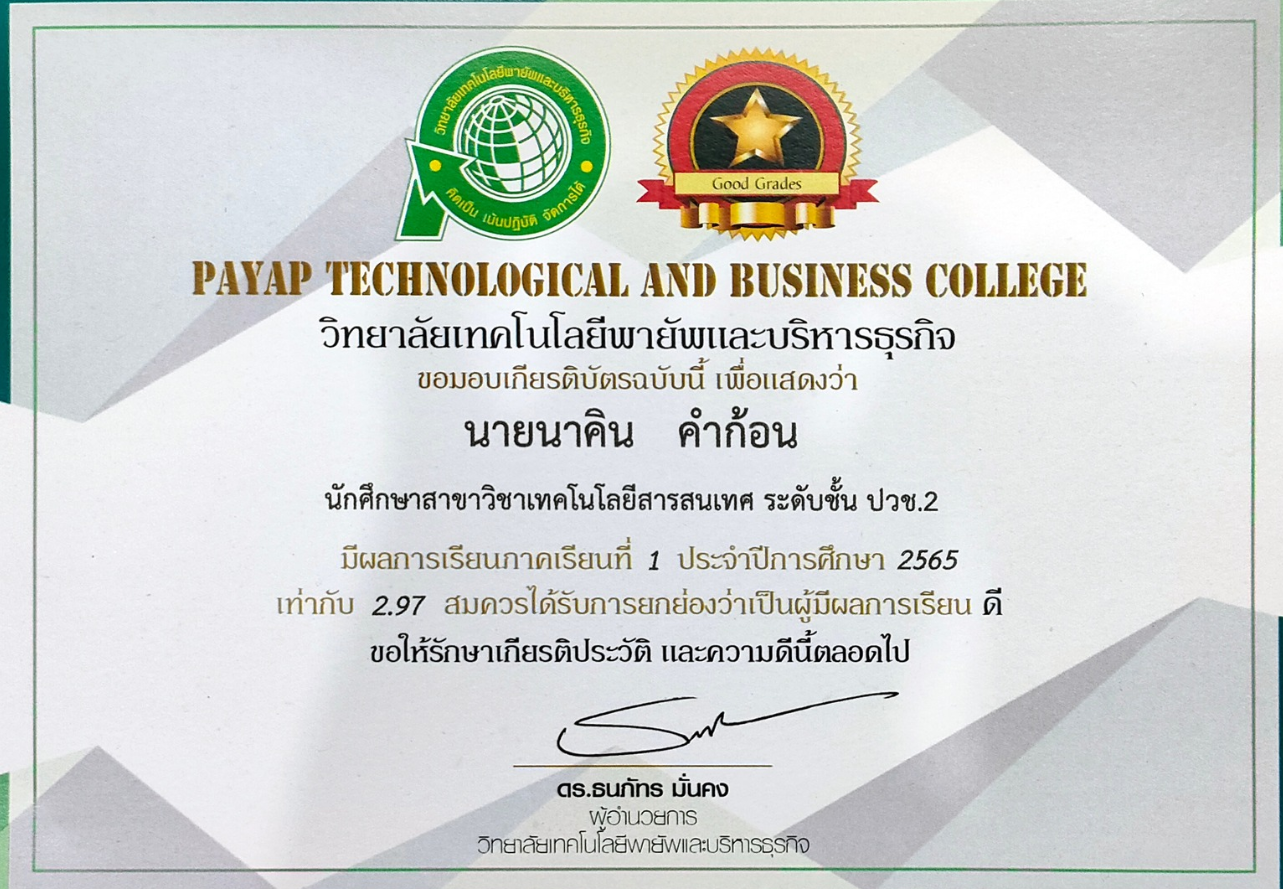 วิทยาลัยเทคโนโลยีพายัพและบริหารธุรกิจ
คิดเป็น เน้นปฏิบัติ จัดการได้
Good Grades
PAYAP TECHNOLOGICAL AND BUSINESS COLLEGE
วิทยาลัยเทคโนโลยีพายัพและบริหารธุรกิจ
ขอมอบเกียรติบัตรฉบับนี้ เพื่อแสดงว่า
นายนาคิน คำก้อน
นักศึกษาสาขาวิชาเทคโนโลยีสารสนเทศ ระดับชั้น ปวช.2
มีผลการเรียนภาคเรียนที่ 1 ประจำปีการศึกษา 2565
เท่ากับ 2.97 สมควรได้รับการยกย่องว่าเป็นผู้มีผลการเรียน ดี
ขอให้รักษาเกียรติประวัติ และความดีนี้ตลอดไป
ดร.ธนภัทร มั่นคง
ผู้อำนวยการ
วิทยาลัยเทคโนโลยีพายัพและบริหารธุรกิจ